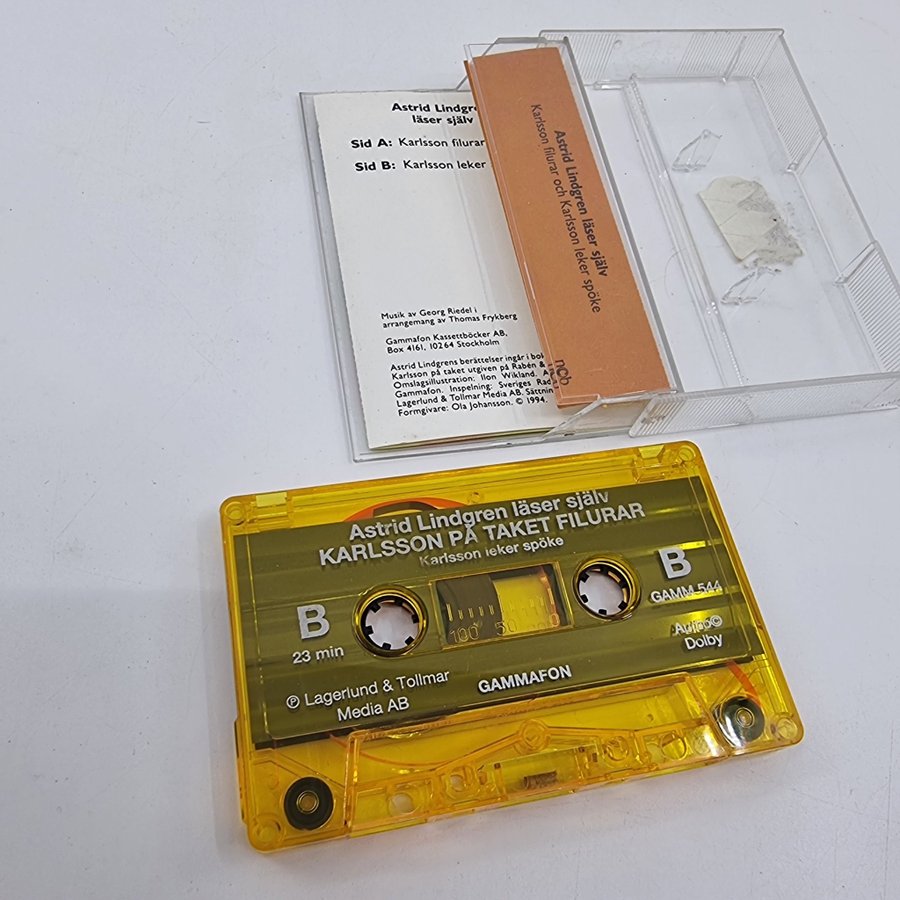 Astrid Lindgre
läser själv
Sid A: Karlsson filurar
Sid B: Karlsson leker
Musik av Georg Riedel i
arrangemang av Thomas Frykberg
Gammafon Kassettböcker AB,
Box 4161, 10264 Stockholm
Astrid Lindgrens berättelser ingår i bok
Karlsson på taket utgiven på Rabén &
Omslagsillustration: Ilon Wikland.
Gammafon. Inspelning: Sveriges Rad
Lagerlund & Tollmar Media AB. Sättnin
Formgivare: Ola Johansson. © 1994.
Astrid Lindgren läser själv
Karlsson filurar och Karlsson leker spöke
ncb
Astrid Lindgren läser själv
KARLSSON PÅ TAKET FILURAR
Karlsson leker spöke
B
23 min
B
GAMM 544
100 50
Dolby
GAMMAFON
℗ Lagerlund & Tollmar
Media AB